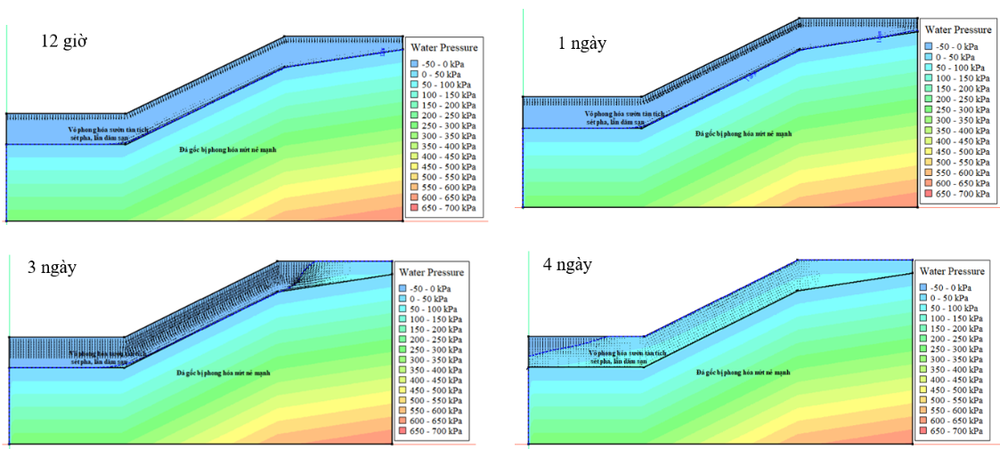 12 giờ
Water Pressure
-50 - 0 kPa
0 - 50 kPa
50 - 100 kPa
100 - 150 kPa
150 - 200 kPa
200 - 250 kPa
250 - 300 kPa
300 - 350 kPa
350 - 400 kPa
400 - 450 kPa
450 - 500 kPa
500 - 550 kPa
550 - 600 kPa
600 - 650 kPa
650 - 700 kPa
Vỏ phong hóa sườn tàn tích
sét pha, lẫn dăm sạn
Đá gốc bị phong hóa nứt nẻ mạnh
1 ngày
Water Pressure
-50 - 0 kPa
0 - 50 kPa
50 - 100 kPa
100 - 150 kPa
150 - 200 kPa
200 - 250 kPa
250 - 300 kPa
300 - 350 kPa
350 - 400 kPa
400 - 450 kPa
450 - 500 kPa
500 - 550 kPa
550 - 600 kPa
600 - 650 kPa
650 - 700 kPa
Vỏ phong hóa sườn tàn tích
sét pha, lẫn dăm sạn
Đá gốc bị phong hóa nứt nẻ mạnh
3 ngày
Water Pressure
-50 - 0 kPa
0 - 50 kPa
50 - 100 kPa
100 - 150 kPa
150 - 200 kPa
200 - 250 kPa
250 - 300 kPa
300 - 350 kPa
350 - 400 kPa
400 - 450 kPa
450 - 500 kPa
500 - 550 kPa
550 - 600 kPa
600 - 650 kPa
650 - 700 kPa
Vỏ phong hóa sườn tàn tích
sét pha, lẫn dăm sạn
Đá gốc bị phong hóa nứt nẻ mạnh
4 ngày
Water Pressure
-50 - 0 kPa
0 - 50 kPa
50 - 100 kPa
100 - 150 kPa
150 - 200 kPa
200 - 250 kPa
250 - 300 kPa
300 - 350 kPa
350 - 400 kPa
400 - 450 kPa
450 - 500 kPa
500 - 550 kPa
550 - 600 kPa
600 - 650 kPa
650 - 700 kPa
Vỏ phong hóa sườn tàn tích
sét pha, lẫn dăm sạn
Đá gốc bị phong hóa nứt nẻ mạnh